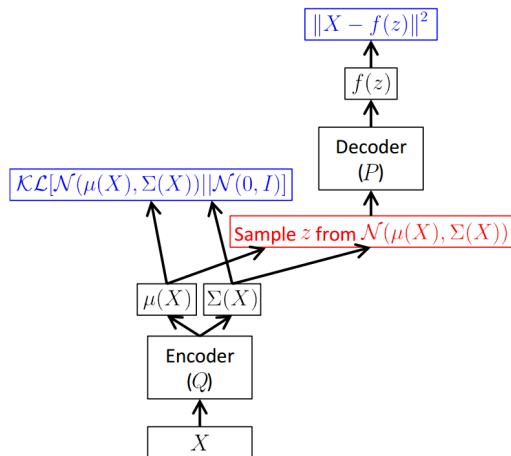 ‖X − f(z)‖²
f(z)
Decoder
(P)
𝒦ℒ[𝒩(μ(X), Σ(X))||𝒩(0, I)]
Sample z from 𝒩(μ(X), Σ(X))
μ(X) Σ(X)
Encoder
(Q)
X